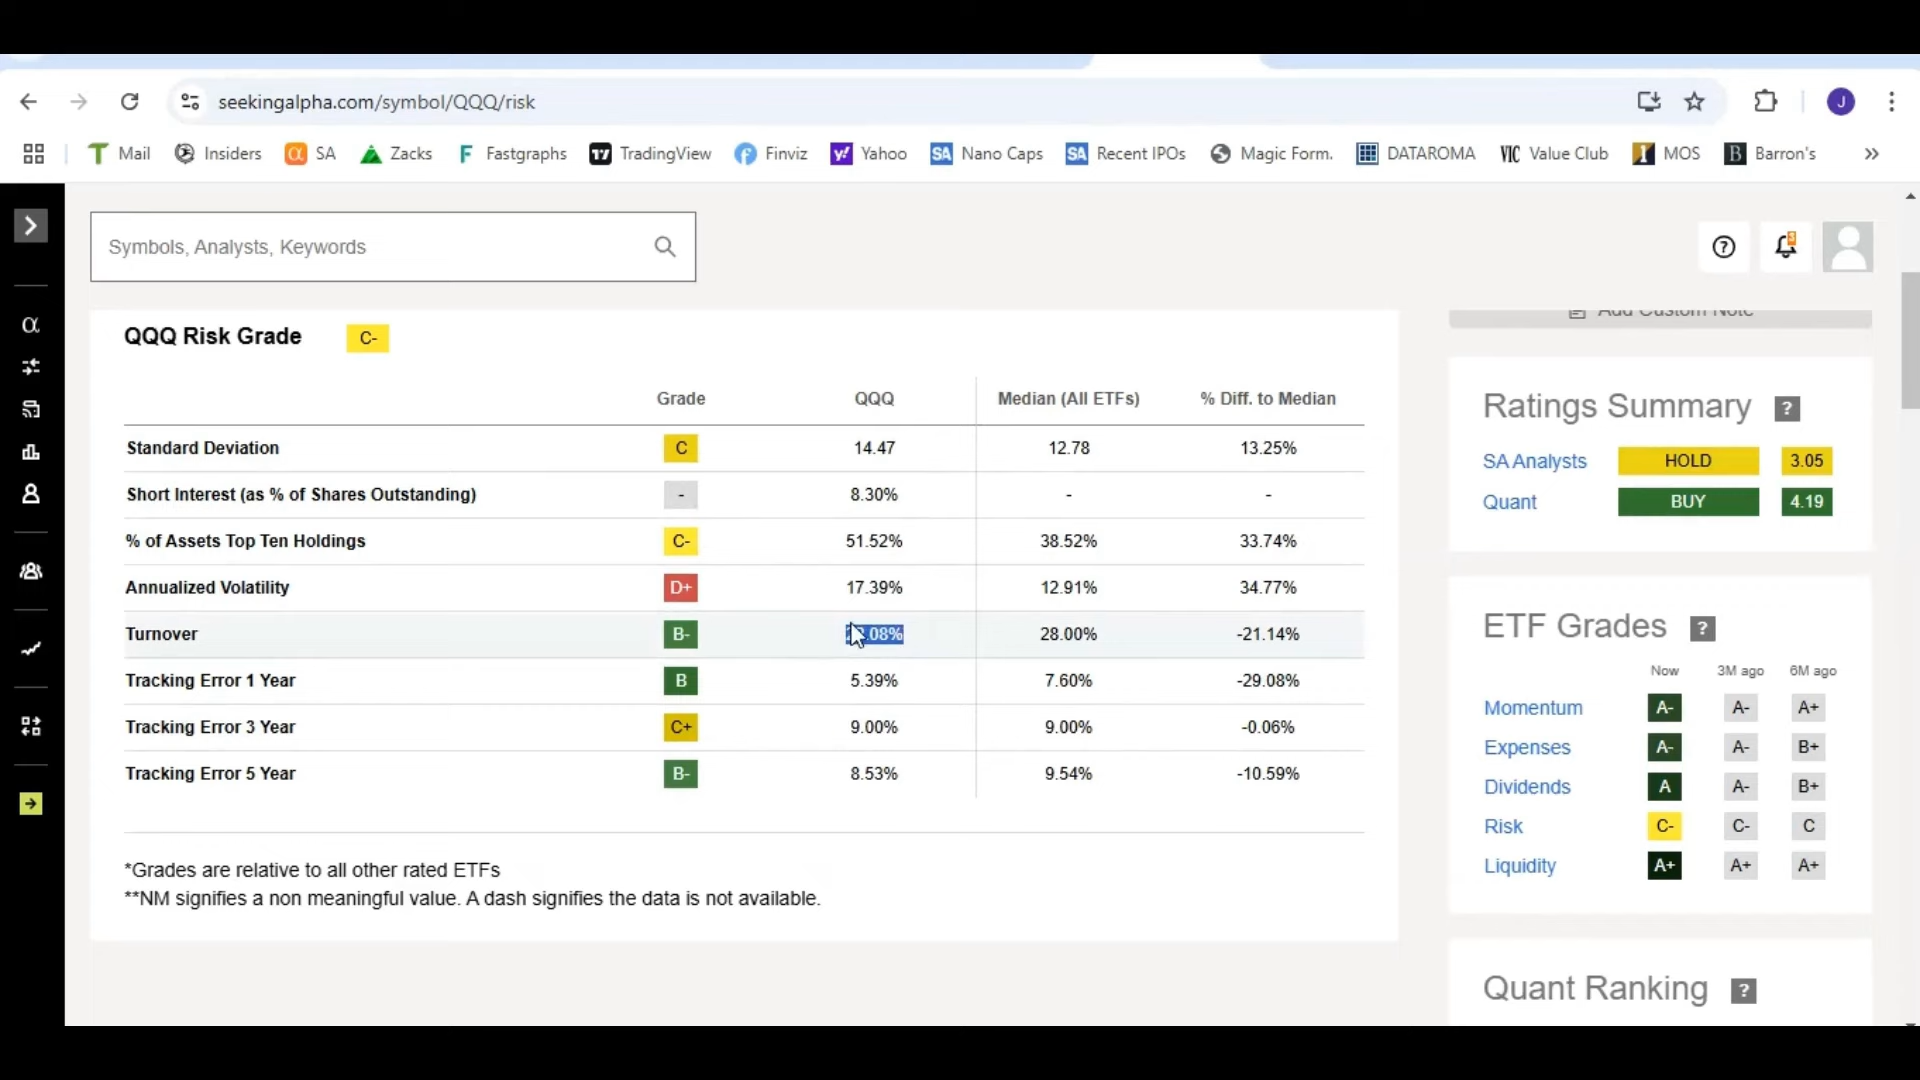 seekingalpha.com/symbol/QQQ/risk
J
Mail Insiders SA Zacks Fastgraphs TradingView Finviz Yahoo Nano Caps Recent IPOs Magic Form. DATAROMA VIC Value Club MOS Barron's »
Symbols, Analysts, Keywords
Add Custom Note
QQQ Risk Grade C-
Grade QQQ Median (All ETFs) % Diff. to Median
Standard Deviation C 14.47 12.78 13.25%
Short Interest (as % of Shares Outstanding) - 8.30% - -
% of Assets Top Ten Holdings C- 51.52% 38.52% 33.74%
Annualized Volatility D+ 17.39% 12.91% 34.77%
Turnover B- .08% 28.00% -21.14%
Tracking Error 1 Year B 5.39% 7.60% -29.08%
Tracking Error 3 Year C+ 9.00% 9.00% -0.06%
Tracking Error 5 Year B- 8.53% 9.54% -10.59%
*Grades are relative to all other rated ETFs
**NM signifies a non meaningful value. A dash signifies the data is not available.
Ratings Summary ?
SA Analysts HOLD 3.05
Quant BUY 4.19
ETF Grades ?
Now 3M ago 6M ago
Momentum A- A- A+
Expenses A- A- B+
Dividends A A- B+
Risk C- C- C
Liquidity A+ A+ A+
Quant Ranking ?